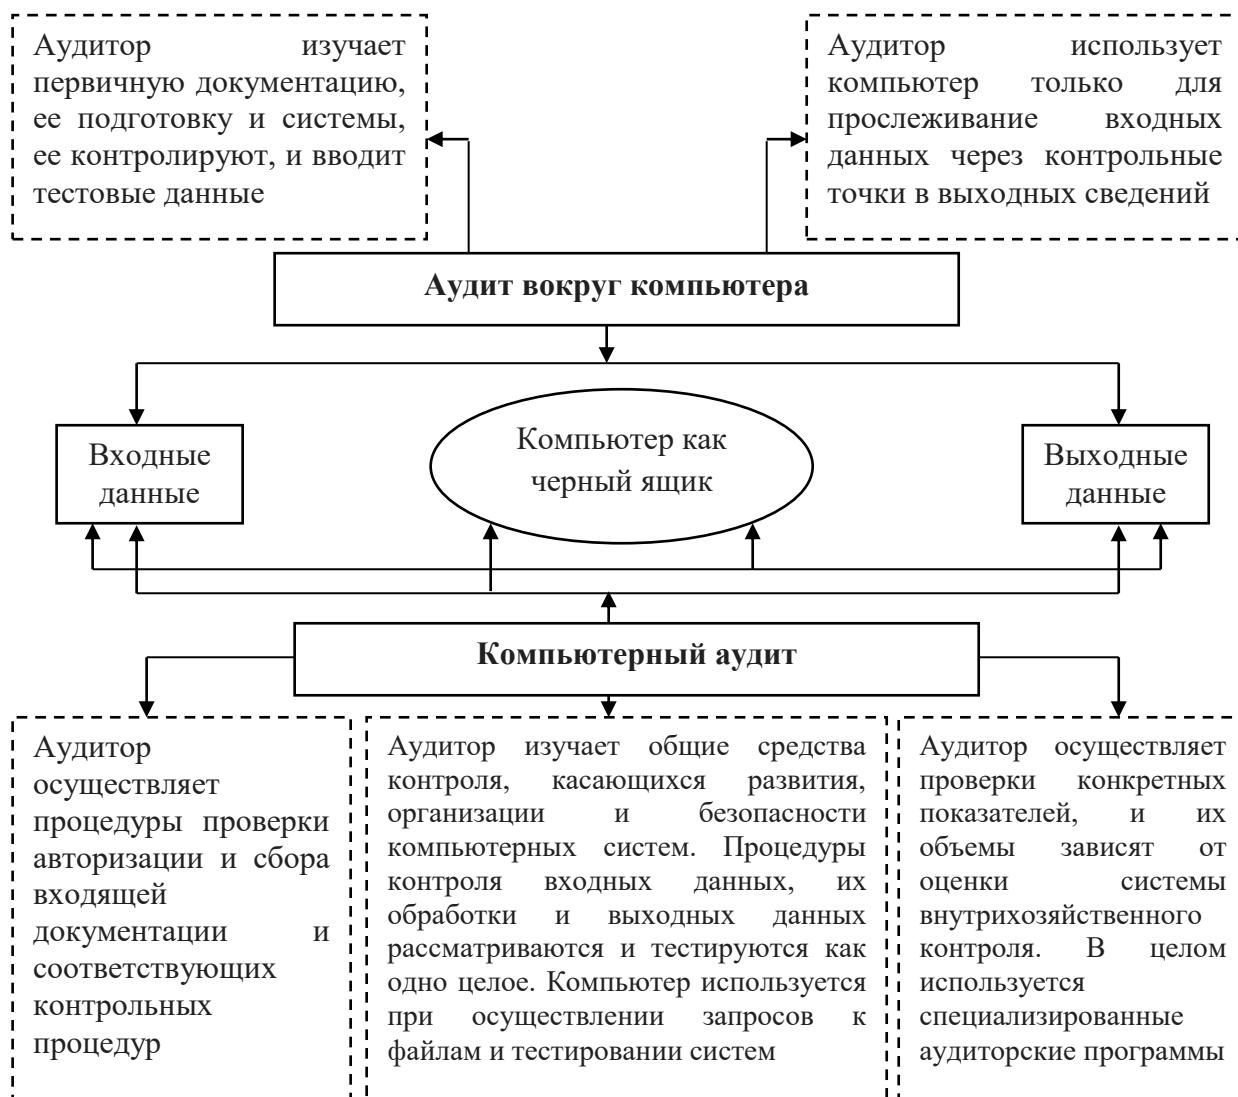 Аудитор изучает
первичную документацию,
ее подготовку и системы,
ее контролируют, и вводит
тестовые данные
Аудитор использует
компьютер только для
прослеживание входных
данных через контрольные
точки в выходных сведений
Аудит вокруг компьютера
Входные
данные
Компьютер как
черный ящик
Выходные
данные
Компьютерный аудит
Аудитор
осуществляет
процедуры проверки
авторизации и сбора
входящей
документации и
соответствующих
контрольных
процедур
Аудитор изучает общие средства
контроля, касающихся развития,
организации и безопасности
компьютерных систем. Процедуры
контроля входных данных, их
обработки и выходных данных
рассматриваются и тестируются как
одно целое. Компьютер используется
при осуществлении запросов к
файлам и тестировании систем
Аудитор осуществляет
проверки конкретных
показателей, и их
объемы зависят от
оценки системы
внутрихозяйственного
контроля. В целом
используется
специализированные
аудиторские программы